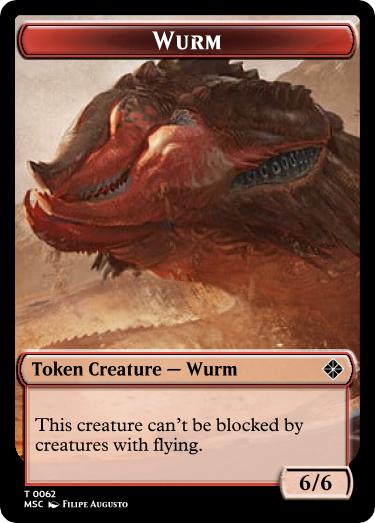 Wurm
Token Creature — Wurm
This creature can't be blocked by
creatures with flying.
6/6
T 0062
MSC Filipe Augusto